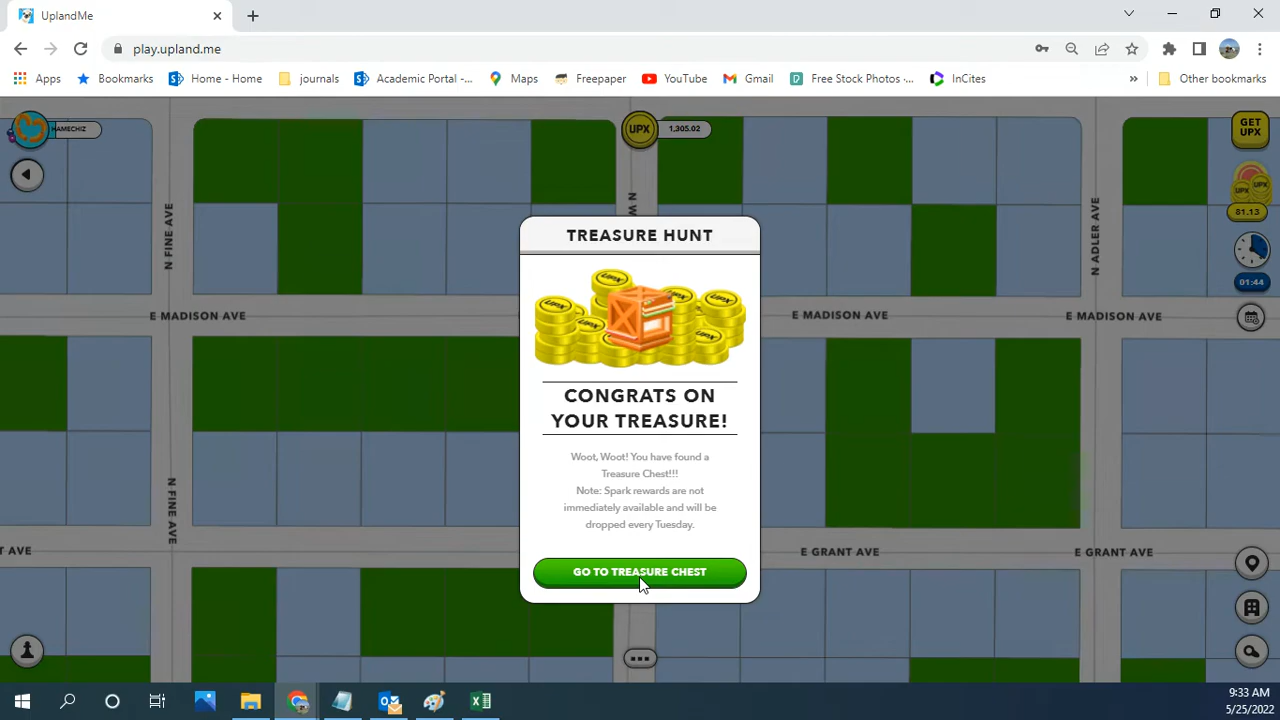 UplandMe
play.upland.me
Apps
Bookmarks
Home - Home
journals
Academic Portal -...
Maps
Freepaper
YouTube
Gmail
Free Stock Photos -...
InCites
»
Other bookmarks
HAMECHIZ
UPX
1,305.02
GET
UPX
81.13
01:44
N FINE AVE
N W
N ADLER AVE
TREASURE HUNT
UPX
E MADISON AVE
E MADISON AVE
E MADISON AVE
CONGRATS ON
YOUR TREASURE!
Woot, Woot! You have found a
Treasure Chest!!!
Note: Spark rewards are not
immediately available and will be
dropped every Tuesday.
N FINE AVE
T AVE
E GRANT AVE
E GRANT AVE
GO TO TREASURE CHEST
9:33 AM
5/25/2022